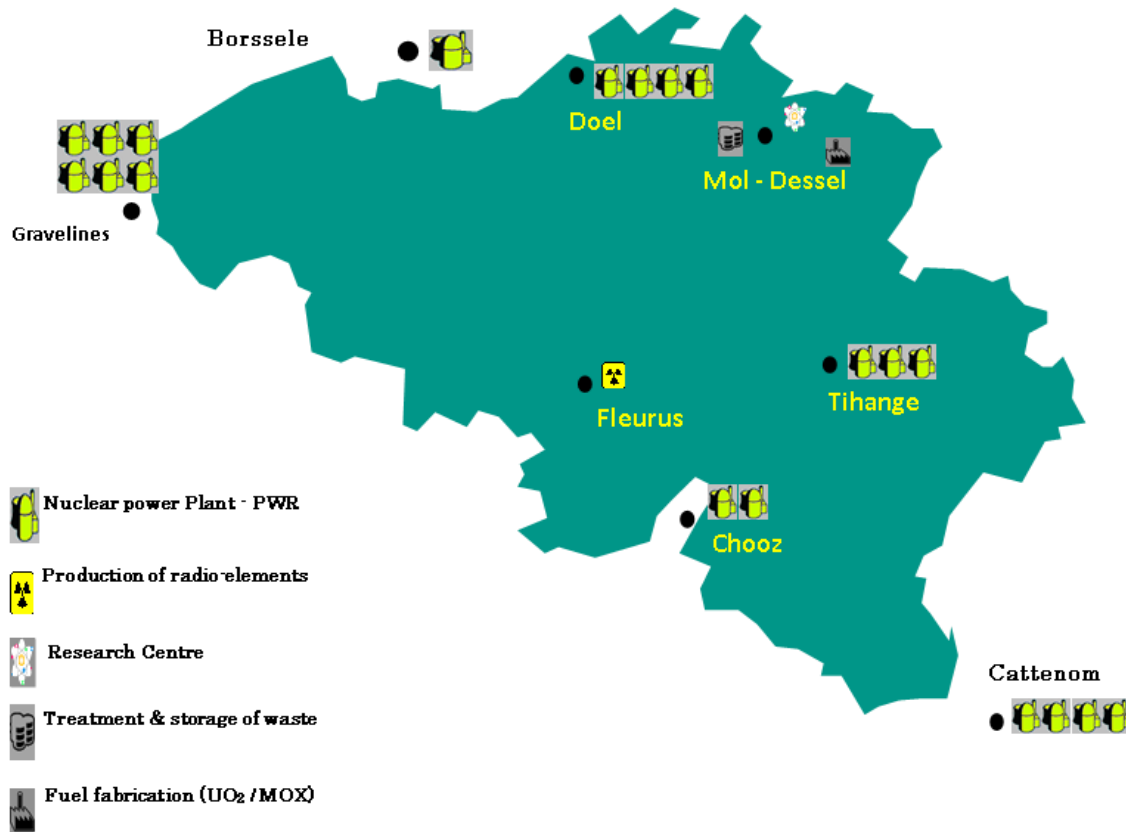 Borssele
Doel
Mol - Dessel
Gravelines
Tihange
Fleurus
Chooz
Nuclear power Plant - PWR
Production of radio-elements
Research Centre
Treatment & storage of waste
Fuel fabrication (UO₂ / MOX)
Cattenom